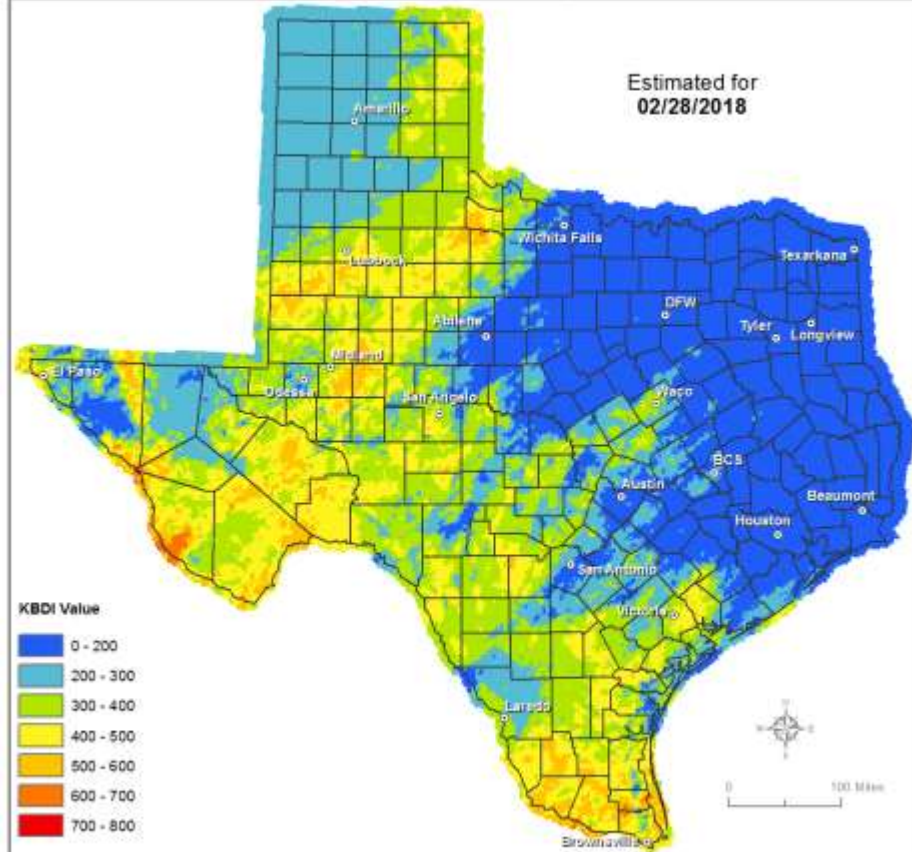 Estimated for
02/28/2018
Amarillo
Wichita Falls
Texarkana
Lubbock
DFW
Abilene
Tyler
Longview
El Paso
Midland
Odessa
San Angelo
Waco
BCS
Austin
Beaumont
Houston
San Antonio
Victoria
Laredo
Brownsville
KBDI Value
0 - 200
200 - 300
300 - 400
400 - 500
500 - 600
600 - 700
700 - 800
0 100 Miles